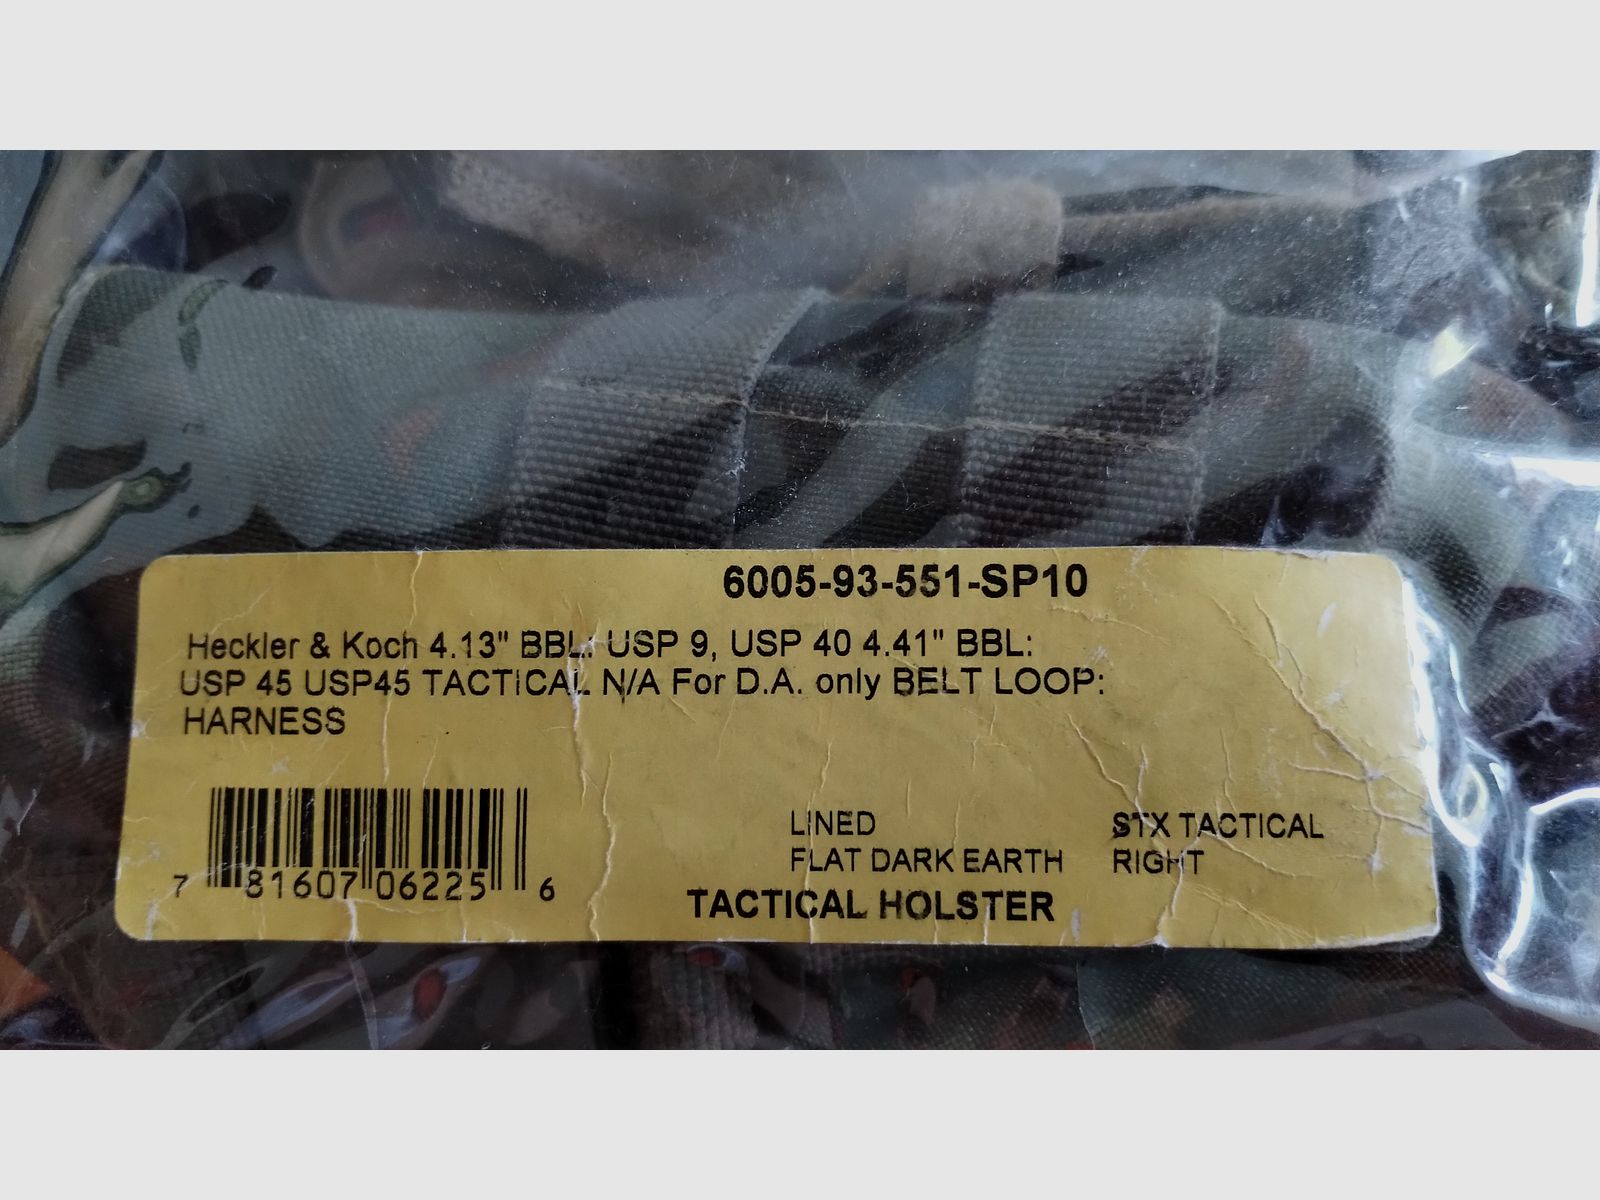 6005-93-551-SP10
Heckler & Koch 4.13" BBL: USP 9, USP 40 4.41" BBL:
USP 45 USP45 TACTICAL N/A For D.A. only BELT LOOP:
HARNESS
LINED STX TACTICAL
FLAT DARK EARTH RIGHT
7 81607 06225 6
TACTICAL HOLSTER